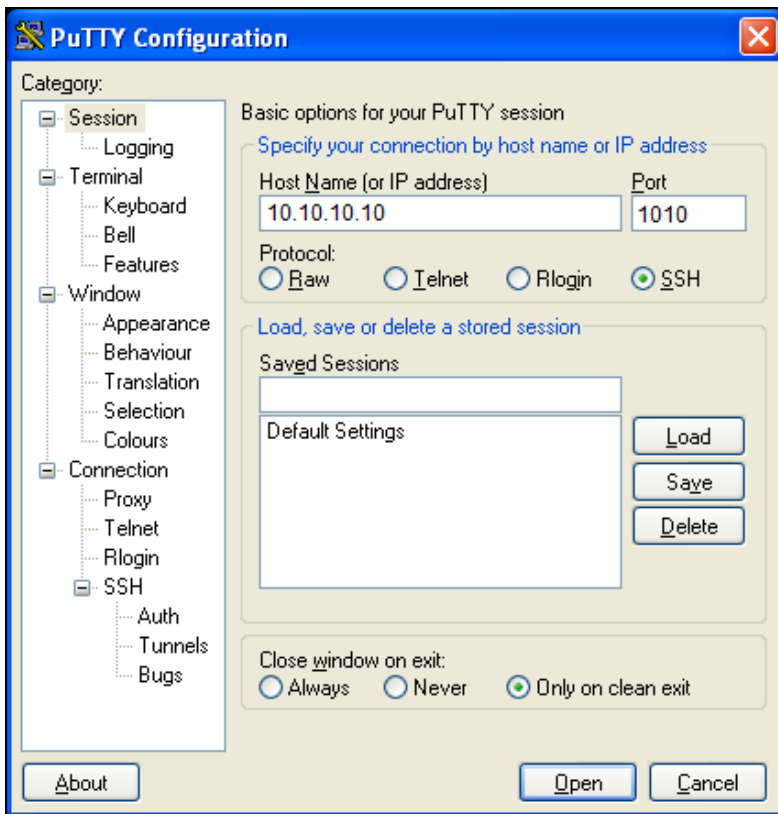 PuTTY Configuration
Category:
Session
Logging
Terminal
Keyboard
Bell
Features
Window
Appearance
Behaviour
Translation
Selection
Colours
Connection
Proxy
Telnet
Rlogin
SSH
Auth
Tunnels
Bugs
Basic options for your PuTTY session
Specify your connection by host name or IP address
Host Name (or IP address) Port
10.10.10.10 1010
Protocol:
Raw Telnet Rlogin SSH
Load, save or delete a stored session
Saved Sessions
Default Settings
Load
Save
Delete
Close window on exit:
Always Never Only on clean exit
About Open Cancel